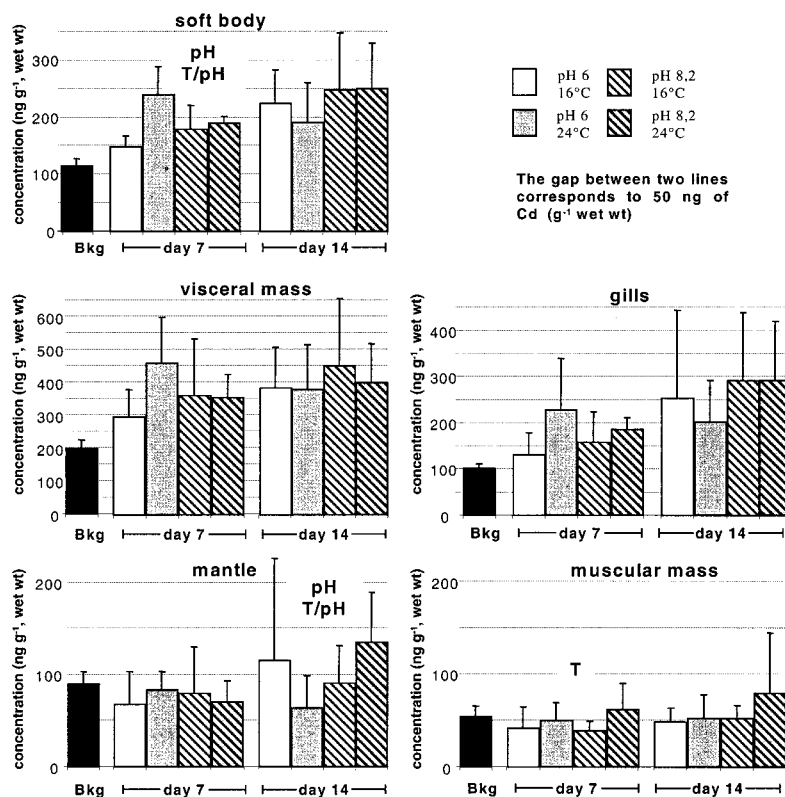 soft body
concentration (ng g-1, wet wt)
300
200
100
0
pH
T/pH
Bkg day 7 day 14
pH 6
16°C
pH 8,2
16°C
pH 6
24°C
pH 8,2
24°C
The gap between two lines
corresponds to 50 ng of
Cd (g-1 wet wt)
visceral mass
concentration (ng g-1, wet wt)
600
500
400
300
200
100
0
Bkg day 7 day 14
gills
concentration (ng g-1, wet wt)
400
300
200
100
0
Bkg day 7 day 14
mantle
concentration (ng g-1, wet wt)
200
100
0
pH
T/pH
Bkg day 7 day 14
muscular mass
concentration (ng g-1, wet wt)
200
100
0
T
Bkg day 7 day 14